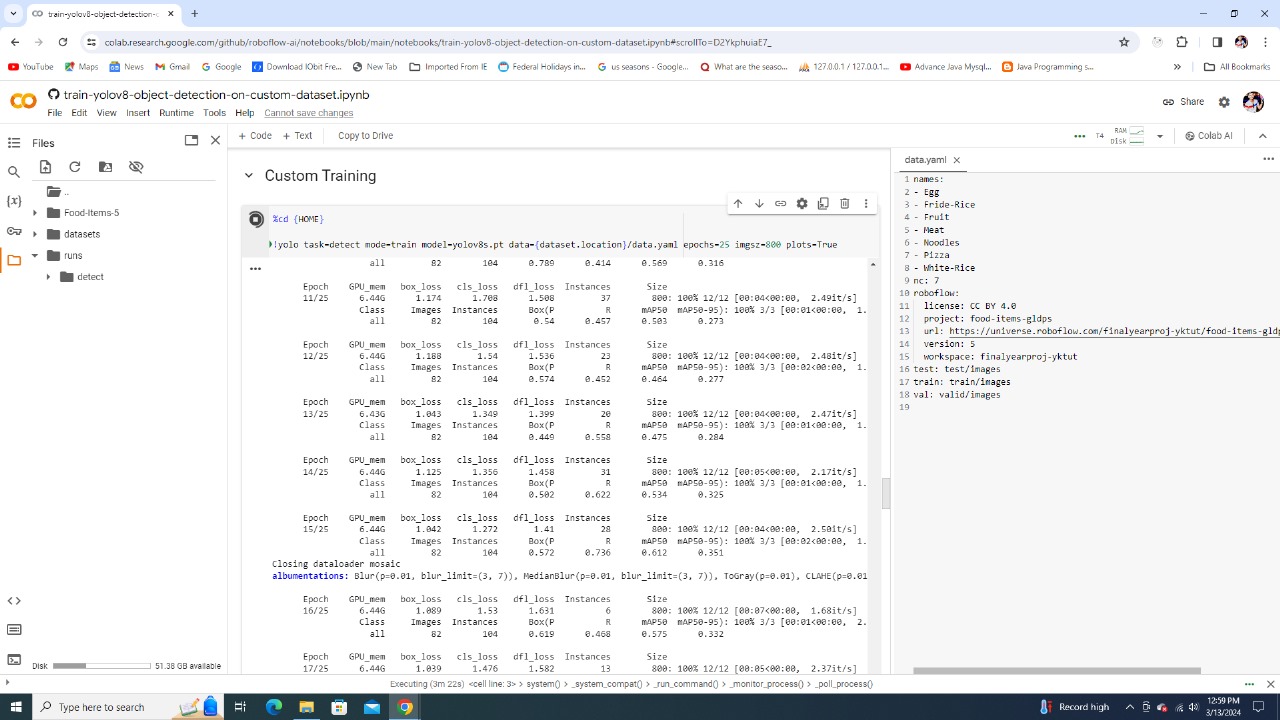 train-yolov8-object-detection-c
colab.research.google.com/github/roboflow-ai/notebooks/blob/main/notebooks/train-yolov8-object-detection-on-custom-dataset.ipynb#scrollTo=D2YkphuiaE7_
YouTube Maps News Gmail Google Download IObit Fre... New Tab Imported From IE Federal Holidays in... us seasons - Google... What are the seaso... 127.0.0.1 / 127.0.0.1... Advance Java Mysql... Java Programming s... » All Bookmarks
train-yolov8-object-detection-on-custom-dataset.ipynb
File Edit View Insert Runtime Tools Help Cannot save changes
Share
Files
+ Code + Text Copy to Drive
T4 RAM Disk Colab AI
..
Food-Items-5
datasets
runs
detect
Disk 51.38 GB available
Custom Training
%cd {HOME}
!yolo task=detect mode=train model=yolov8s.pt data={dataset.location}/data.yaml epochs=25 imgsz=800 plots=True
all 82 104 0.789 0.414 0.569 0.316
Epoch GPU_mem box_loss cls_loss dfl_loss Instances Size
11/25 6.44G 1.174 1.708 1.508 37 800: 100% 12/12 [00:04<00:00, 2.49it/s]
Class Images Instances Box(P R mAP50 mAP50-95): 100% 3/3 [00:01<00:00, 1.
all 82 104 0.54 0.457 0.503 0.273
Epoch GPU_mem box_loss cls_loss dfl_loss Instances Size
12/25 6.44G 1.188 1.54 1.536 23 800: 100% 12/12 [00:04<00:00, 2.48it/s]
Class Images Instances Box(P R mAP50 mAP50-95): 100% 3/3 [00:02<00:00, 1.
all 82 104 0.574 0.452 0.464 0.277
Epoch GPU_mem box_loss cls_loss dfl_loss Instances Size
13/25 6.43G 1.043 1.349 1.399 20 800: 100% 12/12 [00:04<00:00, 2.47it/s]
Class Images Instances Box(P R mAP50 mAP50-95): 100% 3/3 [00:01<00:00, 1.
all 82 104 0.449 0.558 0.475 0.284
Epoch GPU_mem box_loss cls_loss dfl_loss Instances Size
14/25 6.44G 1.125 1.356 1.458 31 800: 100% 12/12 [00:05<00:00, 2.17it/s]
Class Images Instances Box(P R mAP50 mAP50-95): 100% 3/3 [00:01<00:00, 1.
all 82 104 0.502 0.622 0.534 0.325
Epoch GPU_mem box_loss cls_loss dfl_loss Instances Size
15/25 6.44G 1.042 1.272 1.41 28 800: 100% 12/12 [00:04<00:00, 2.50it/s]
Class Images Instances Box(P R mAP50 mAP50-95): 100% 3/3 [00:02<00:00, 1.
all 82 104 0.572 0.736 0.612 0.351
Closing dataloader mosaic
albumentations: Blur(p=0.01, blur_limit=(3, 7)), MedianBlur(p=0.01, blur_limit=(3, 7)), ToGray(p=0.01), CLAHE(p=0.01
Epoch GPU_mem box_loss cls_loss dfl_loss Instances Size
16/25 6.44G 1.089 1.53 1.631 6 800: 100% 12/12 [00:07<00:00, 1.68it/s]
Class Images Instances Box(P R mAP50 mAP50-95): 100% 3/3 [00:01<00:00, 2.
all 82 104 0.619 0.468 0.575 0.332
Epoch GPU_mem box_loss cls_loss dfl_loss Instances Size
17/25 6.44G 1.039 1.476 1.582 13 800: 100% 12/12 [00:05<00:00, 2.37it/s]
data.yaml
1 names:
2 - Egg
3 - Fride-Rice
4 - Fruit
5 - Meat
6 - Noodles
7 - Pizza
8 - White-Rice
9 nc: 7
10 roboflow:
11 license: CC BY 4.0
12 project: food-items-gldps
13 url: https://universe.roboflow.com/finalyearproj-yktut/food-items-gldp
14 version: 5
15 workspace: finalyearproj-yktut
16 test: test/images
17 train: train/images
18 val: valid/images
19
Executing (3m 22s) <cell line: 3> > system() > _system_compat() > _run_command() > _monitor_process() > _poll_process()
Type here to search
Record high
12:59 PM
3/13/2024